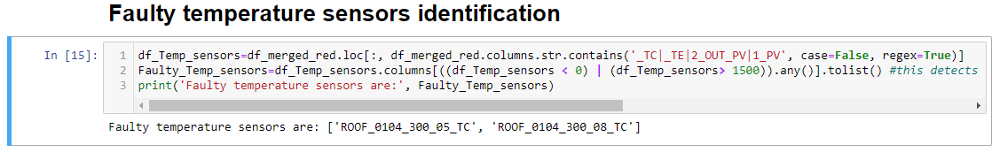 Faulty temperature sensors identification
In [15]:
1 df_Temp_sensors=df_merged_red.loc[:, df_merged_red.columns.str.contains('_TC|_TE|2_OUT_PV|1_PV', case=False, regex=True)]
2 Faulty_Temp_sensors=df_Temp_sensors.columns[((df_Temp_sensors < 0) | (df_Temp_sensors> 1500)).any()].tolist() #this detects
3 print('Faulty temperature sensors are:', Faulty_Temp_sensors)
Faulty temperature sensors are: ['ROOF_0104_300_05_TC', 'ROOF_0104_300_08_TC']